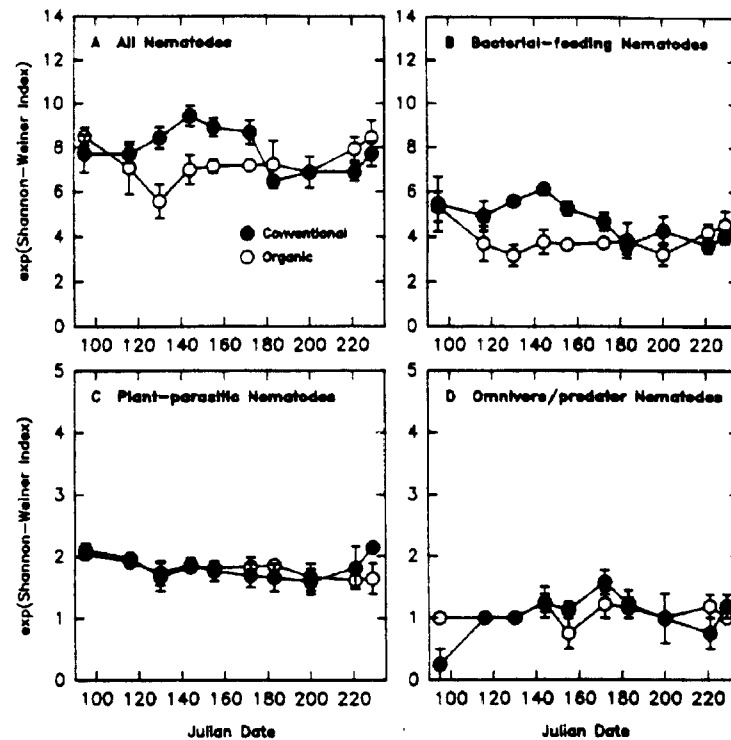 A All Nematodes
B Bacterial-feeding Nematodes
exp(Shannon-Weiner Index)
14
12
10
8
6
4
2
0
Conventional
Organic
14
12
10
8
6
4
2
0
100 120 140 160 180 200 220
100 120 140 160 180 200 220
C Plant-parasitic Nematodes
D Omnivore/predator Nematodes
exp(Shannon-Weiner Index)
5
4
3
2
1
0
5
4
3
2
1
0
100 120 140 160 180 200 220
100 120 140 160 180 200 220
Julian Date
Julian Date